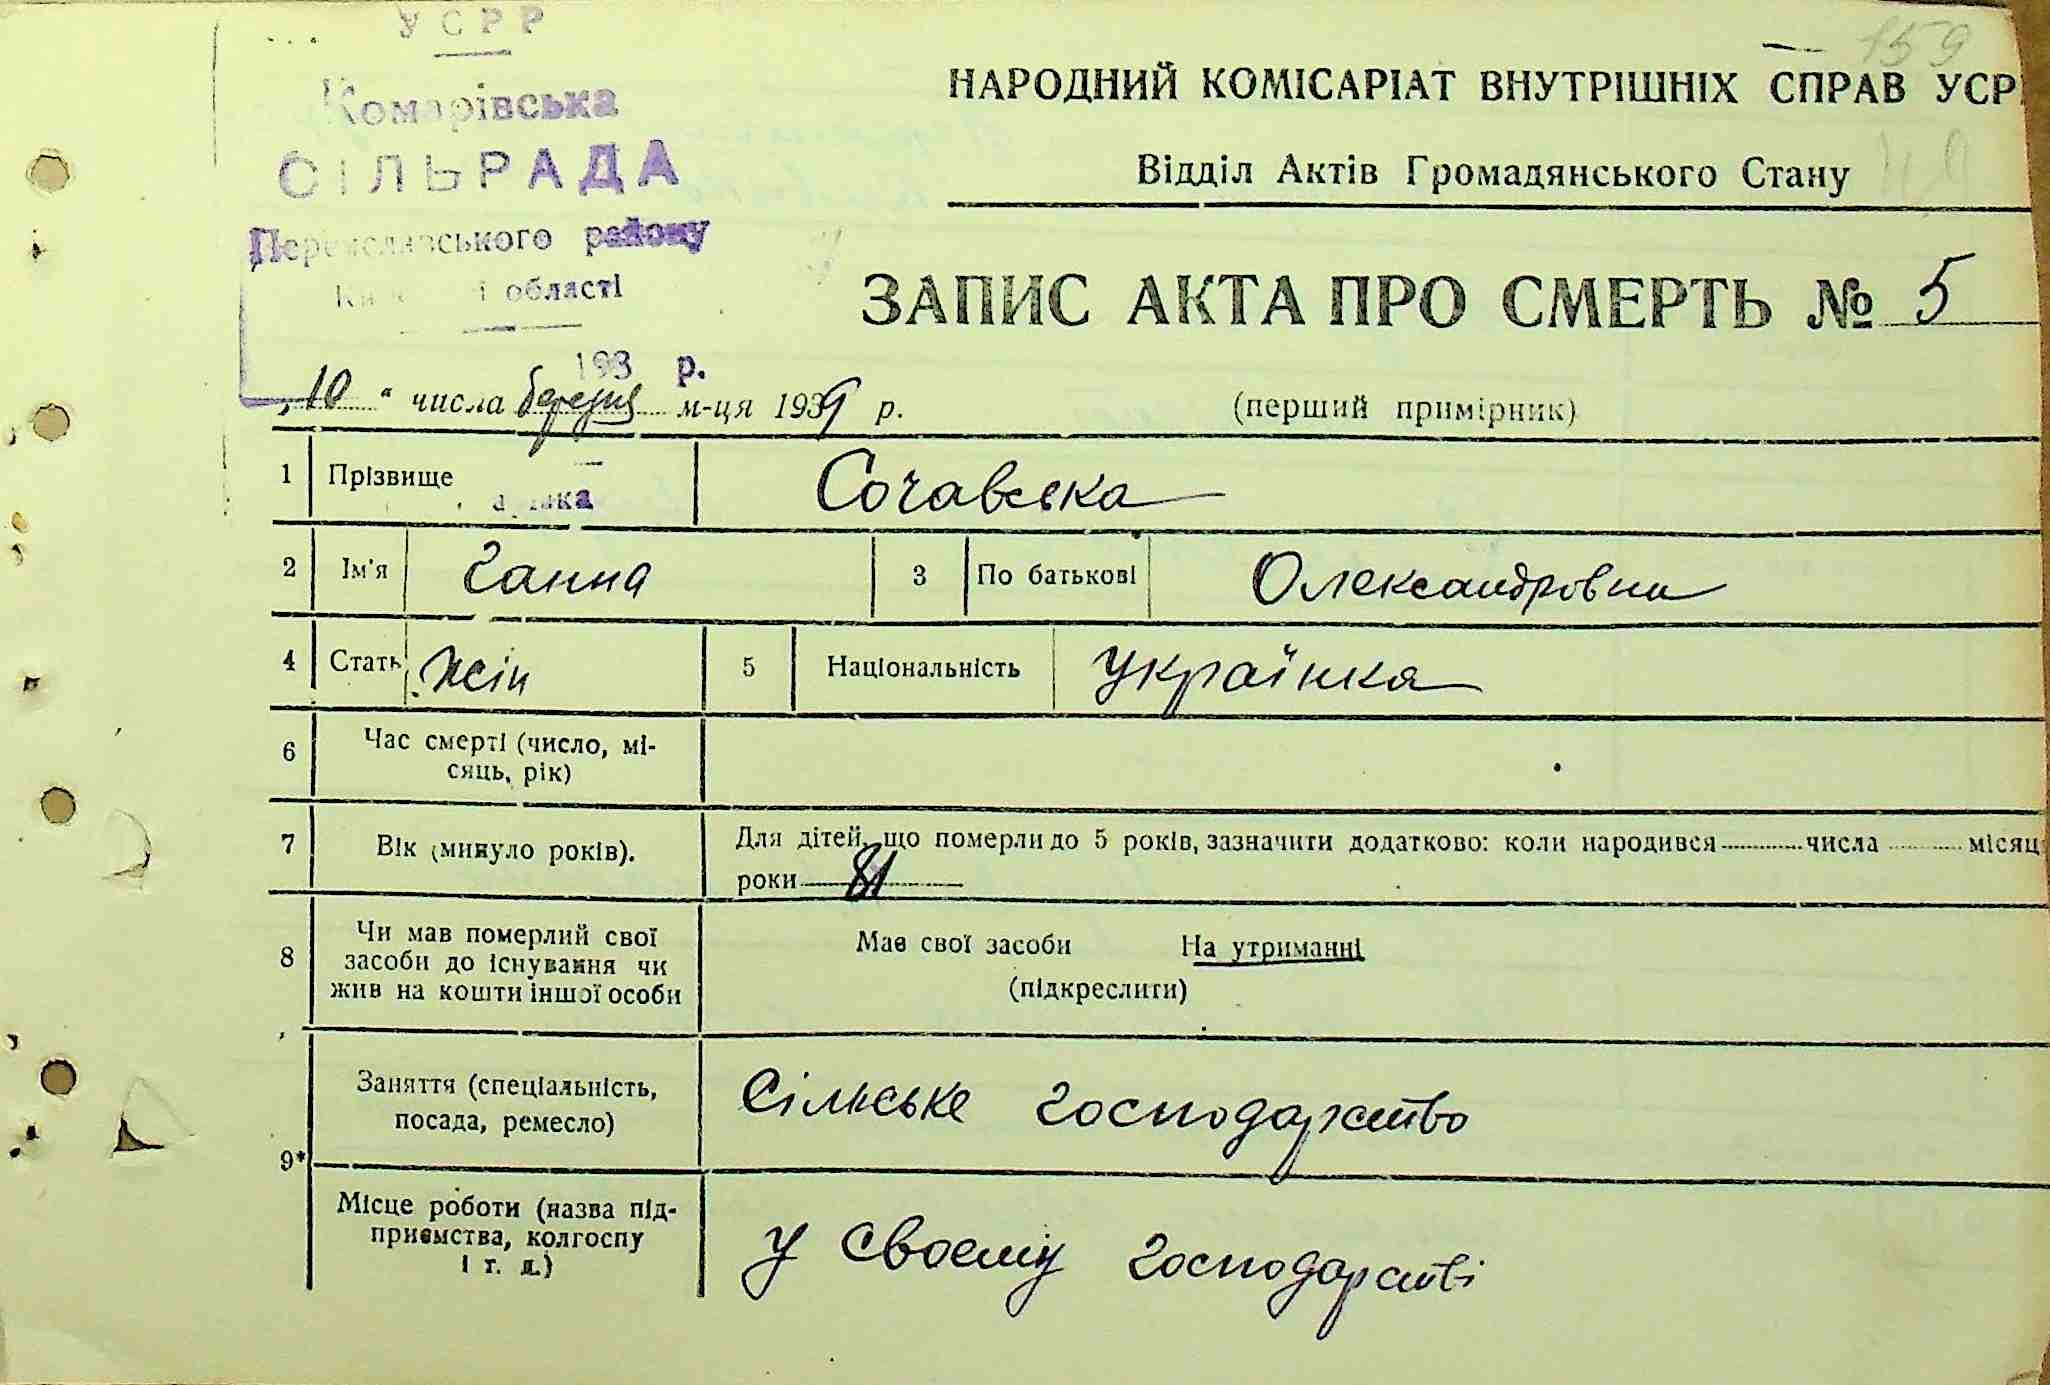 УСРР
159
Комарівська
НАРОДНИЙ КОМІСАРІАТ ВНУТРІШНІХ СПРАВ УСР
СІЛЬРАДА
Відділ Актів Громадянського Стану
Переяславського району
області
ЗАПИС АКТА ПРО СМЕРТЬ № 5
193 р.
„10" числа березня м-ця 1939 р.
(перший примірник)
1 Прізвище Сочавська
2 Ім'я Ганна 3 По батькові Олександровна
4 Стать жін 5 Національність Українка
6 Час смерті (число, мі-
сяць, рік)
7 Вік (минуло років).
Для дітей, що померли до 5 років, зазначити додатково: коли народився числа місяц
роки 81
8 Чи мав померлий свої
засоби до існування чи
жив на кошти іншої особи
Має свої засоби На утриманні
(підкреслити)
9*
Заняття (спеціальність,
посада, ремесло)
Сільське господарство
Місце роботи (назва під-
приємства, колгоспу
і т. д.)
У своєму господарстві